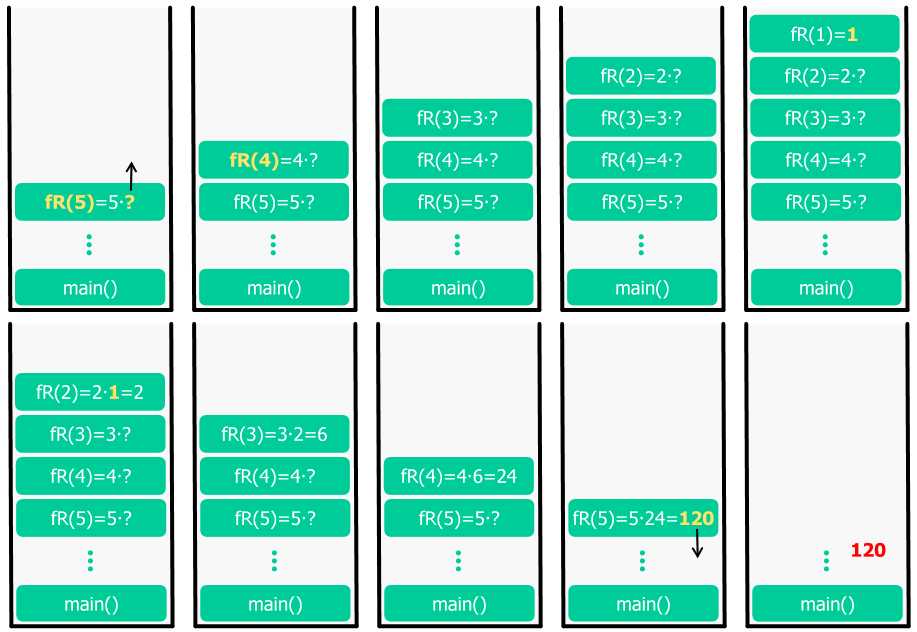 fR(5)=5·?
main()
fR(4)=4·?
fR(5)=5·?
main()
fR(3)=3·?
fR(4)=4·?
fR(5)=5·?
main()
fR(2)=2·?
fR(3)=3·?
fR(4)=4·?
fR(5)=5·?
main()
fR(1)=1
fR(2)=2·?
fR(3)=3·?
fR(4)=4·?
fR(5)=5·?
main()
fR(2)=2·1=2
fR(3)=3·?
fR(4)=4·?
fR(5)=5·?
main()
fR(3)=3·2=6
fR(4)=4·?
fR(5)=5·?
main()
fR(4)=4·6=24
fR(5)=5·?
main()
fR(5)=5·24=120
main()
120
main()